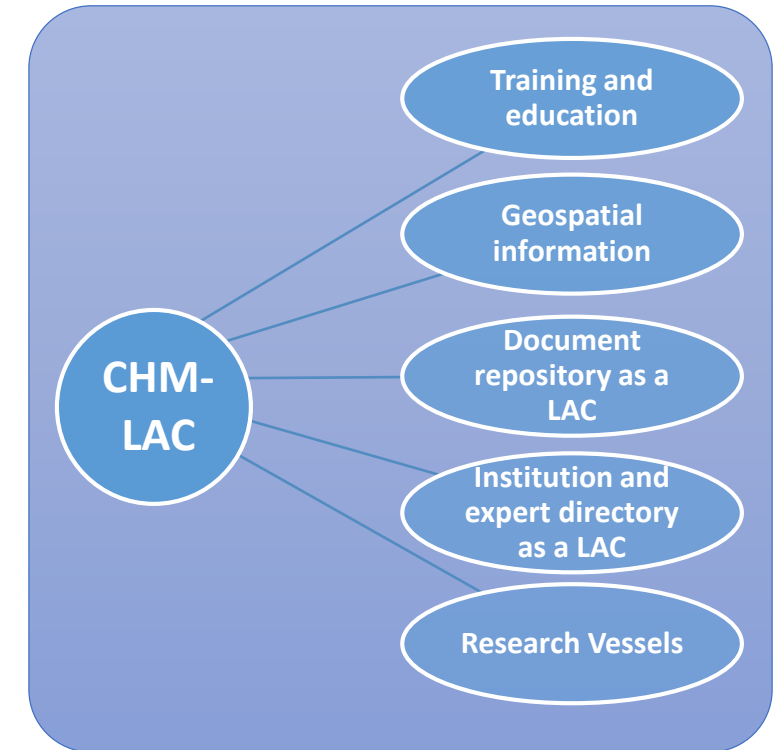 CHM-
LAC
Training and
education
Geospatial
information
Document
repository as a
LAC
Institution and
expert directory
as a LAC
Research Vessels